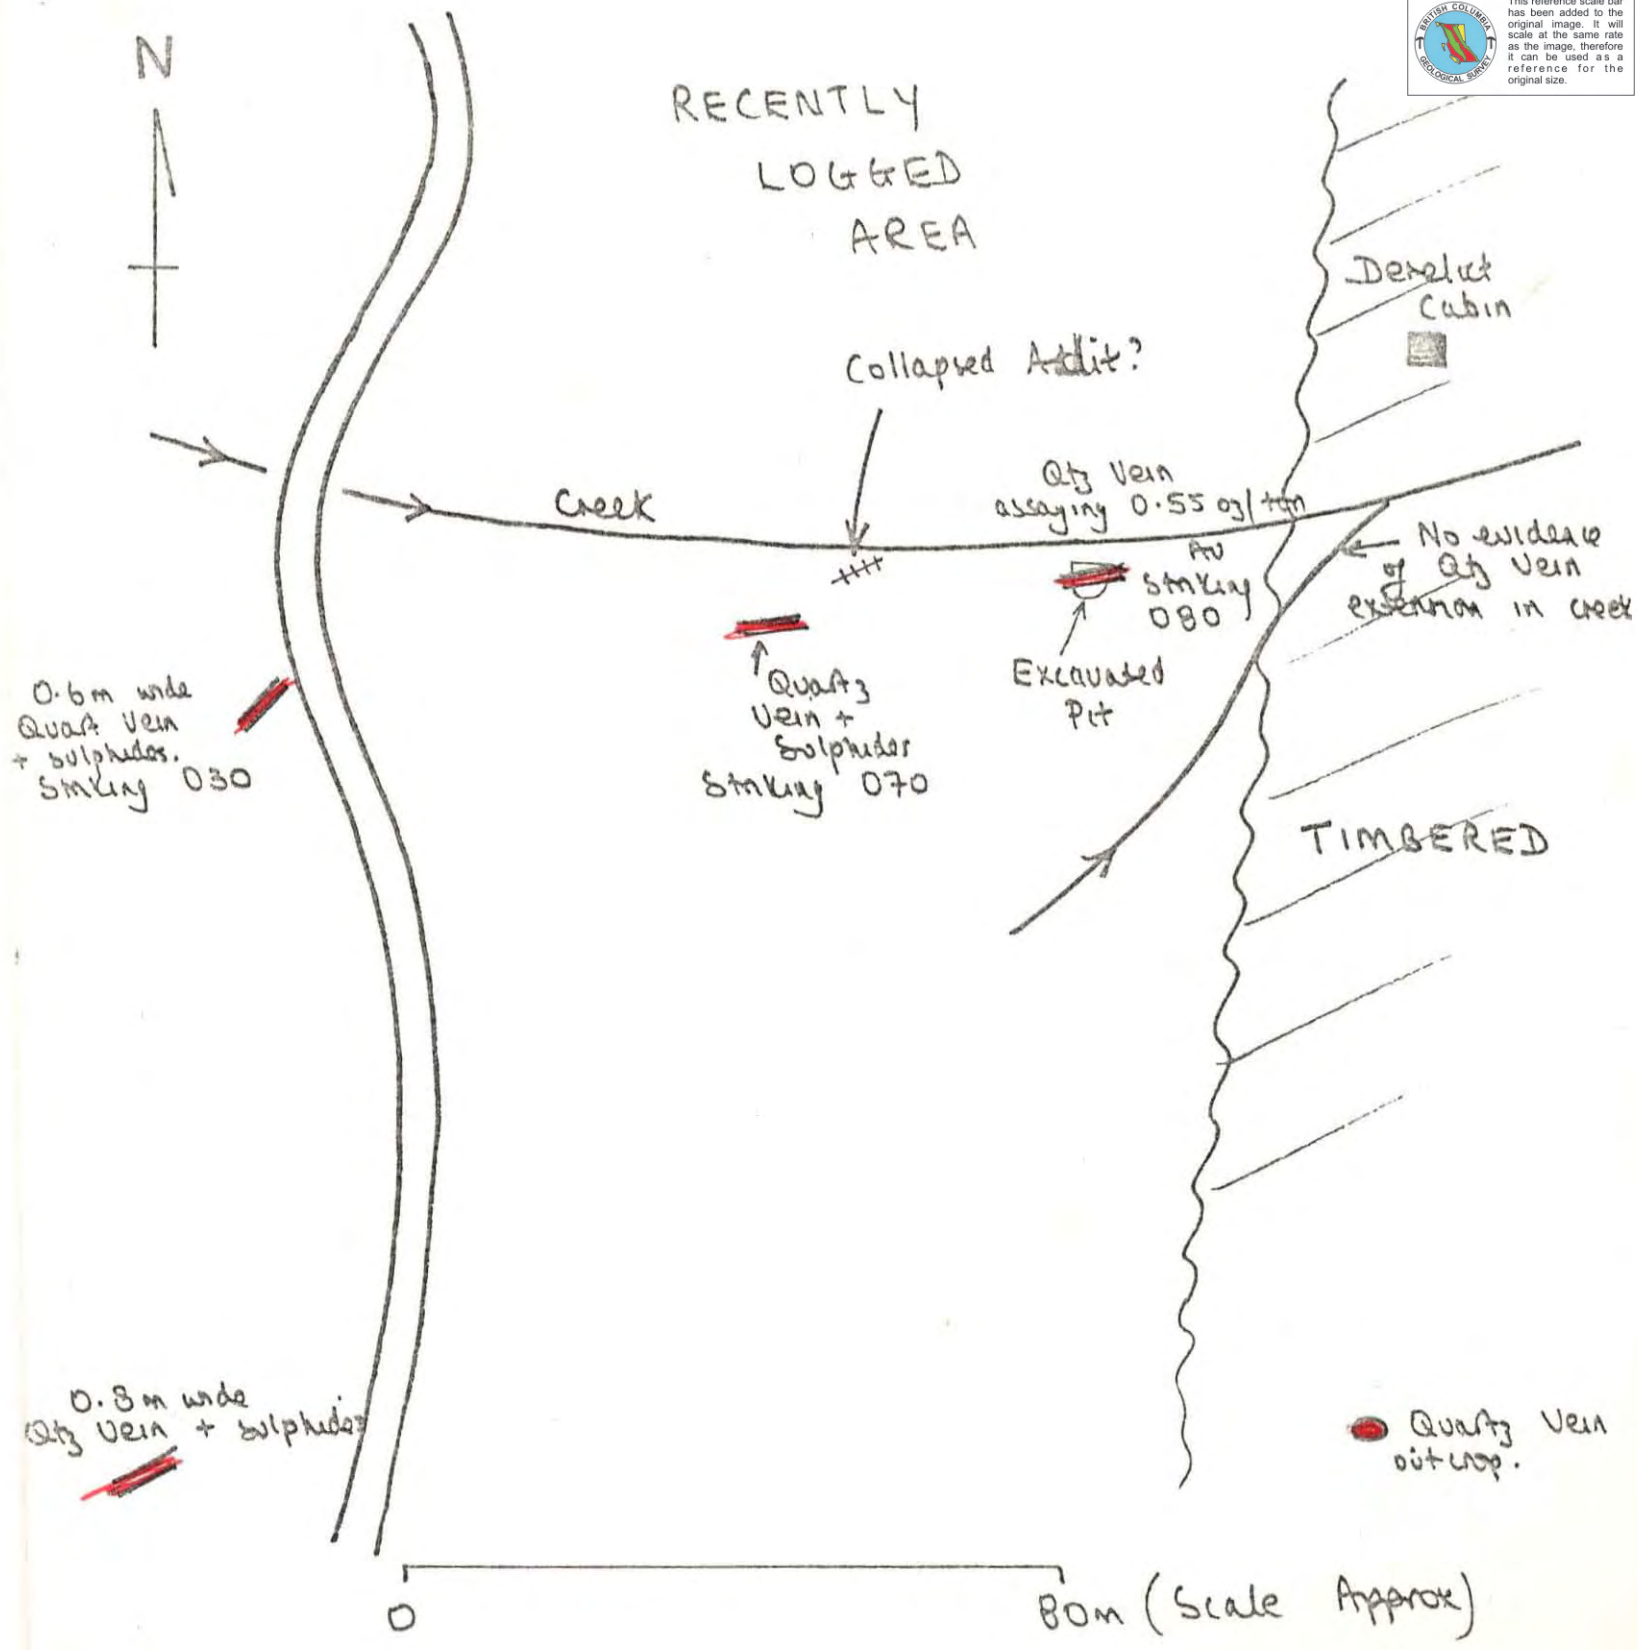 N
BRITISH COLUMBIA
GEOLOGICAL SURVEY
This reference scale bar
has been added to the
original image. It will
scale at the same rate
as the image, therefore
it can be used as a
reference for the
original size.
RECENTLY
LOGGED
AREA
Derelict
Cabin
Collapsed Addit?
Creek
Qtz Vein
assaying 0.55 oz/ton
Au
Striking
080
No evidence
of Qtz Vein
extension in creek
Excavated
Pit
Quartz
Vein +
Sulphides
Striking 070
0.6m wide
Quart Vein
+ Sulphides.
Striking 030
TIMBERED
0.8m wide
Qtz Vein + Sulphides
Quartz Vein
outcrop.
0
80m (Scale Approx)